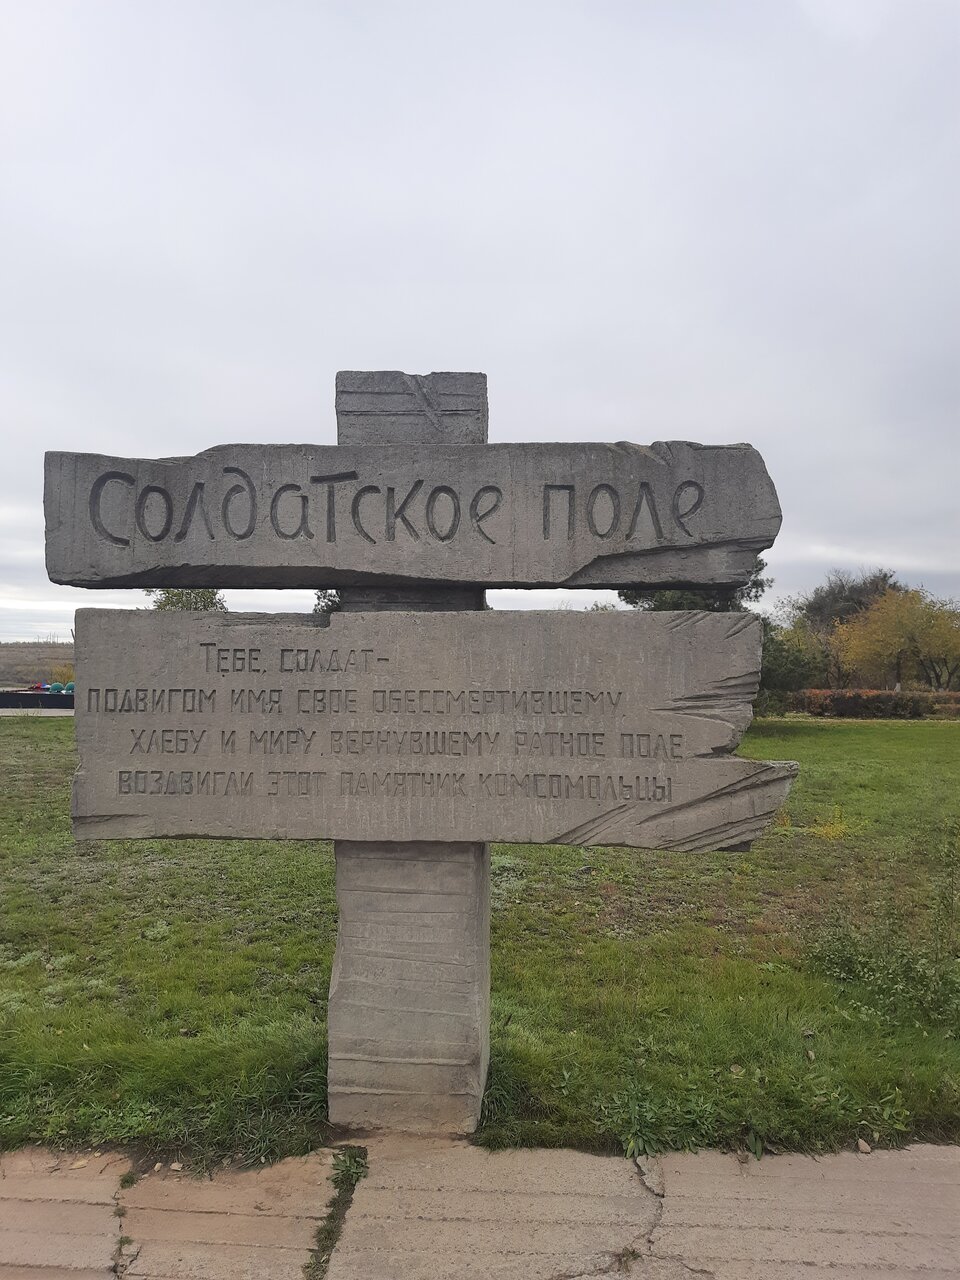 Солдатское поле
Тебе, солдат-
подвигом имя свое обессмертившему,
хлебу и миру вернувшему ратное поле
воздвигли этот памятник комсомольцы